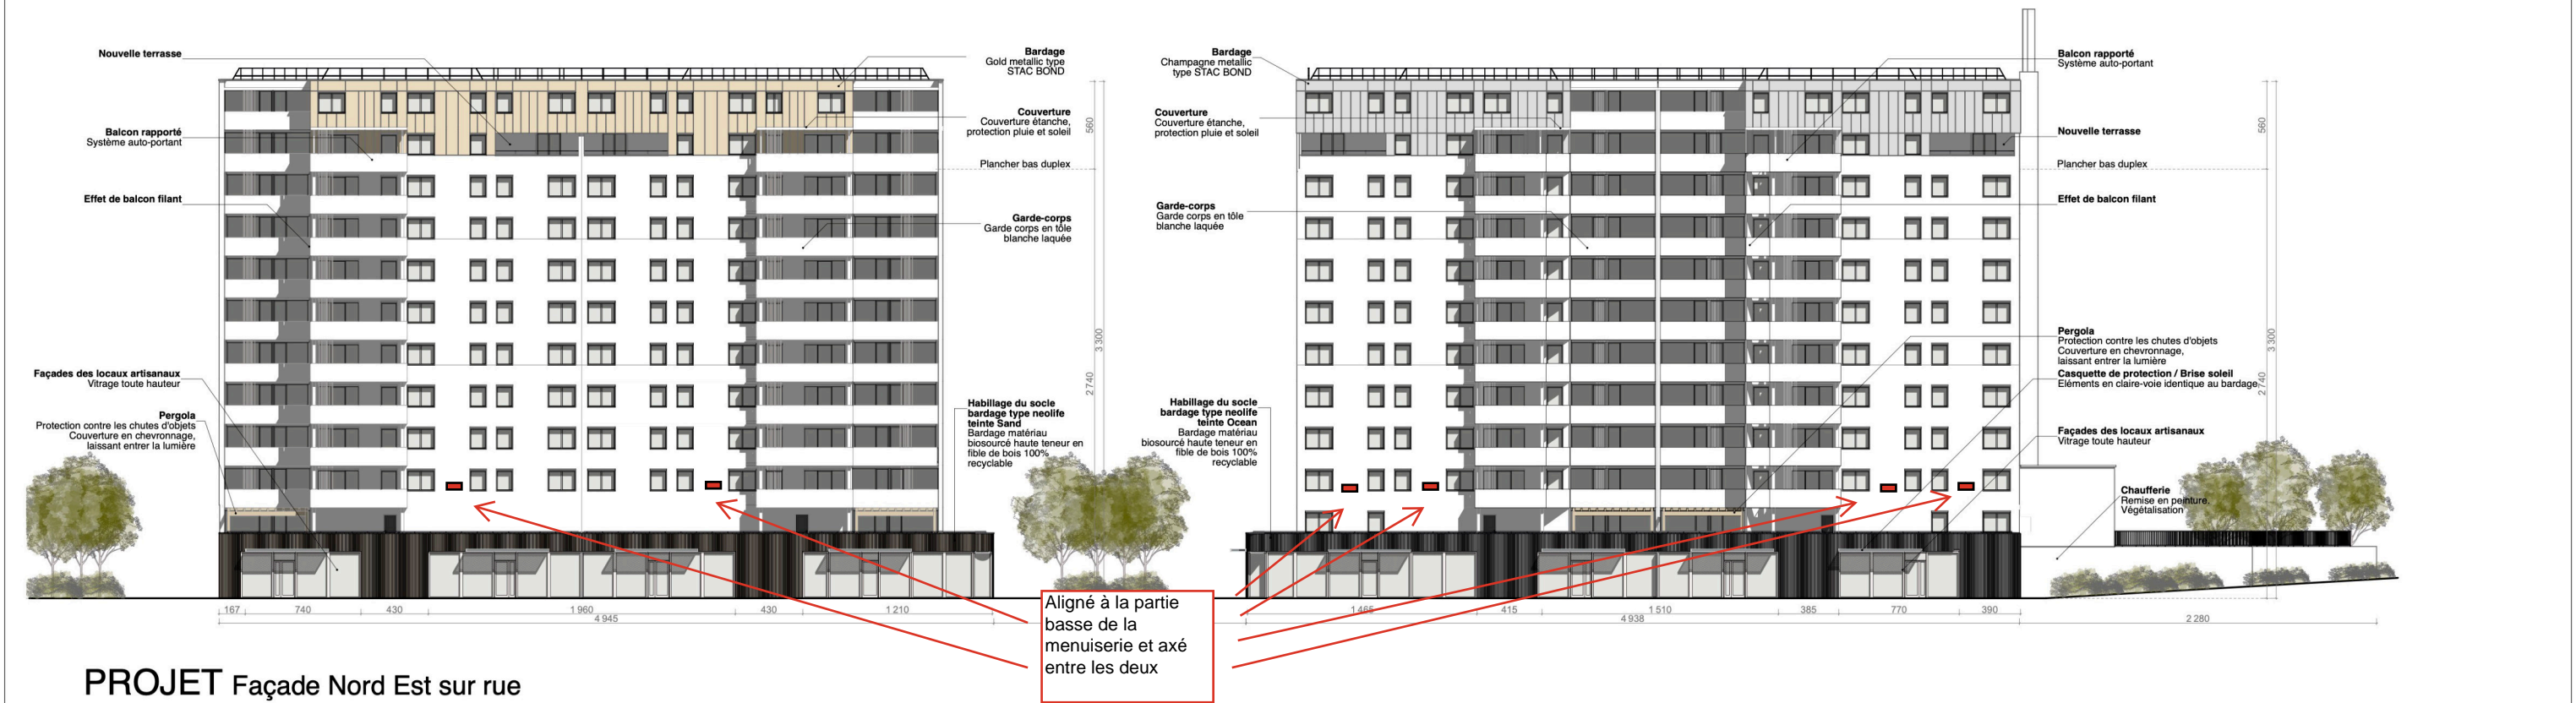 Nouvelle terrasse
Balcon rapporté
Système auto-portant
Effet de balcon filant
Façades des locaux artisanaux
Vitrage toute hauteur
Pergola
Protection contre les chutes d'objets
Couverture en chevronnage,
laissant entrer la lumière
Bardage
Gold metallic type
STAC BOND
Couverture
Couverture étanche,
protection pluie et soleil
Plancher bas duplex
Garde-corps
Garde corps en tôle
blanche laquée
Habillage du socle
bardage type neolife
teinte Sand
Bardage matériau
biosourcé haute teneur en
fible de bois 100%
recyclable
560
3 300
2 740
167
740
430
1 960
430
1 210
4 945
Bardage
Champagne metallic
type STAC BOND
Couverture
Couverture étanche,
protection pluie et soleil
Garde-corps
Garde corps en tôle
blanche laquée
Habillage du socle
bardage type neolife
teinte Ocean
Bardage matériau
biosourcé haute teneur en
fible de bois 100%
recyclable
Balcon rapporté
Système auto-portant
Nouvelle terrasse
Plancher bas duplex
Effet de balcon filant
Pergola
Protection contre les chutes d'objets
Couverture en chevronnage,
laissant entrer la lumière
Casquette de protection / Brise soleil
Eléments en claire-voie identique au bardage
Façades des locaux artisanaux
Vitrage toute hauteur
Chaufferie
Remise en peinture.
Végétalisation
560
3 300
2 740
1 465
415
1 510
385
770
390
4 938
2 280
Aligné à la partie
basse de la
menuiserie et axé
entre les deux
PROJET Façade Nord Est sur rue